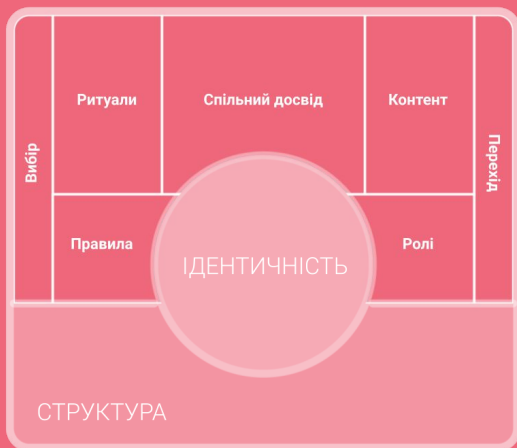 Вибір
Ритуали
Спільний досвід
Контент
Перехід
Правила
ІДЕНТИЧНІСТЬ
Ролі
СТРУКТУРА